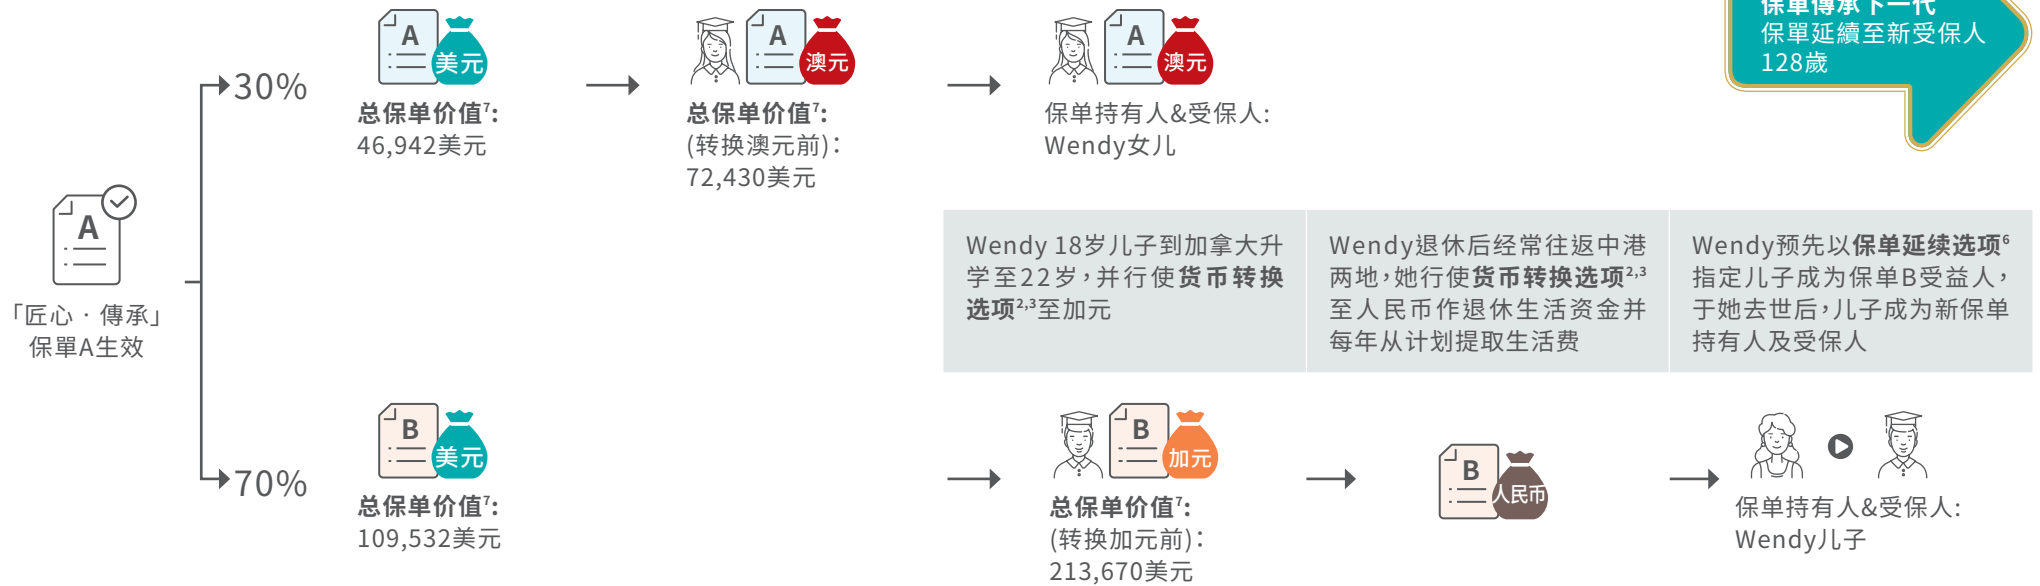 保單傳承下一代
保單延續至新受保人
128歲
A
美元
A
澳元
A
澳元
30%
总保单价值7:
46,942美元
总保单价值7:
(转换澳元前):
72,430美元
保单持有人&受保人:
Wendy女儿
A
「匠心‧傳承」
保單A生效
Wendy 18岁儿子到加拿大升
学至22岁,并行使货币转换
选项2,3至加元
Wendy退休后经常往返中港
两地,她行使货币转换选项2,3
至人民币作退休生活资金并
每年从计划提取生活费
Wendy预先以保单延续选项6
指定儿子成为保单B受益人,
于她去世后,儿子成为新保单
持有人及受保人
70%
B
美元
总保单价值7:
109,532美元
B
加元
总保单价值7:
(转换加元前):
213,670美元
B
人民币
保单持有人&受保人:
Wendy儿子